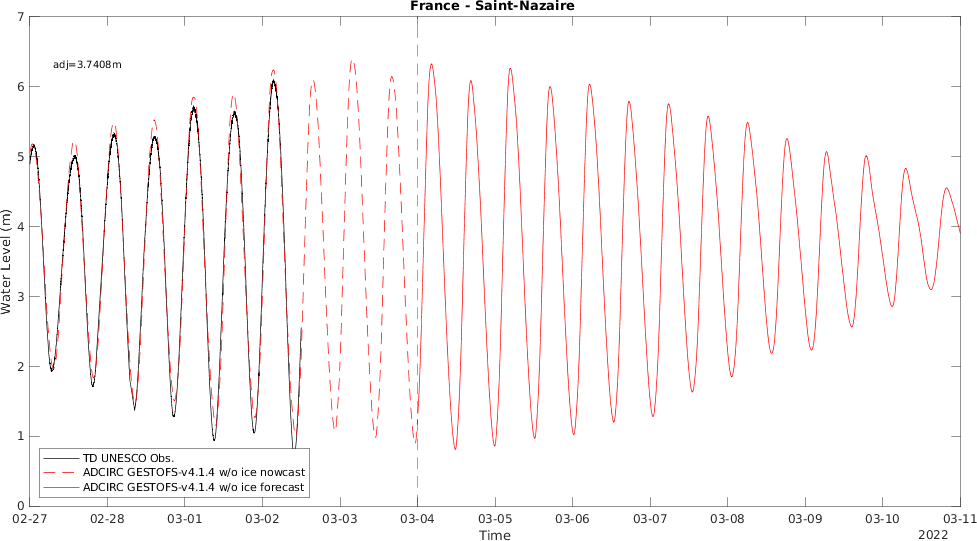 France - Saint-Nazaire
7
6
5
4
3
2
1
0
Water Level (m)
adj=3.7408m
TD UNESCO Obs.
ADCIRC GESTOFS-v4.1.4 w/o ice nowcast
ADCIRC GESTOFS-v4.1.4 w/o ice forecast
02-27 02-28 03-01 03-02 03-03 03-04 03-05 03-06 03-07 03-08 03-09 03-10 03-11
Time
2022